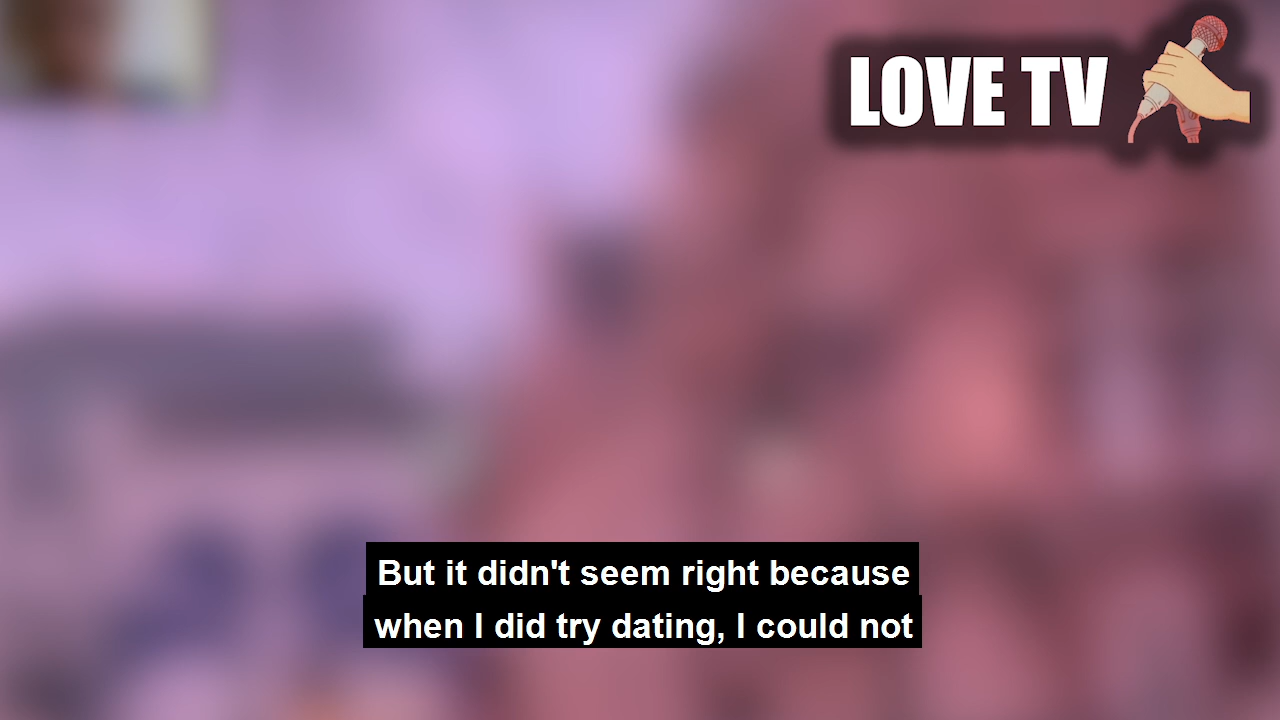 LOVE TV
But it didn't seem right because
when I did try dating, I could not